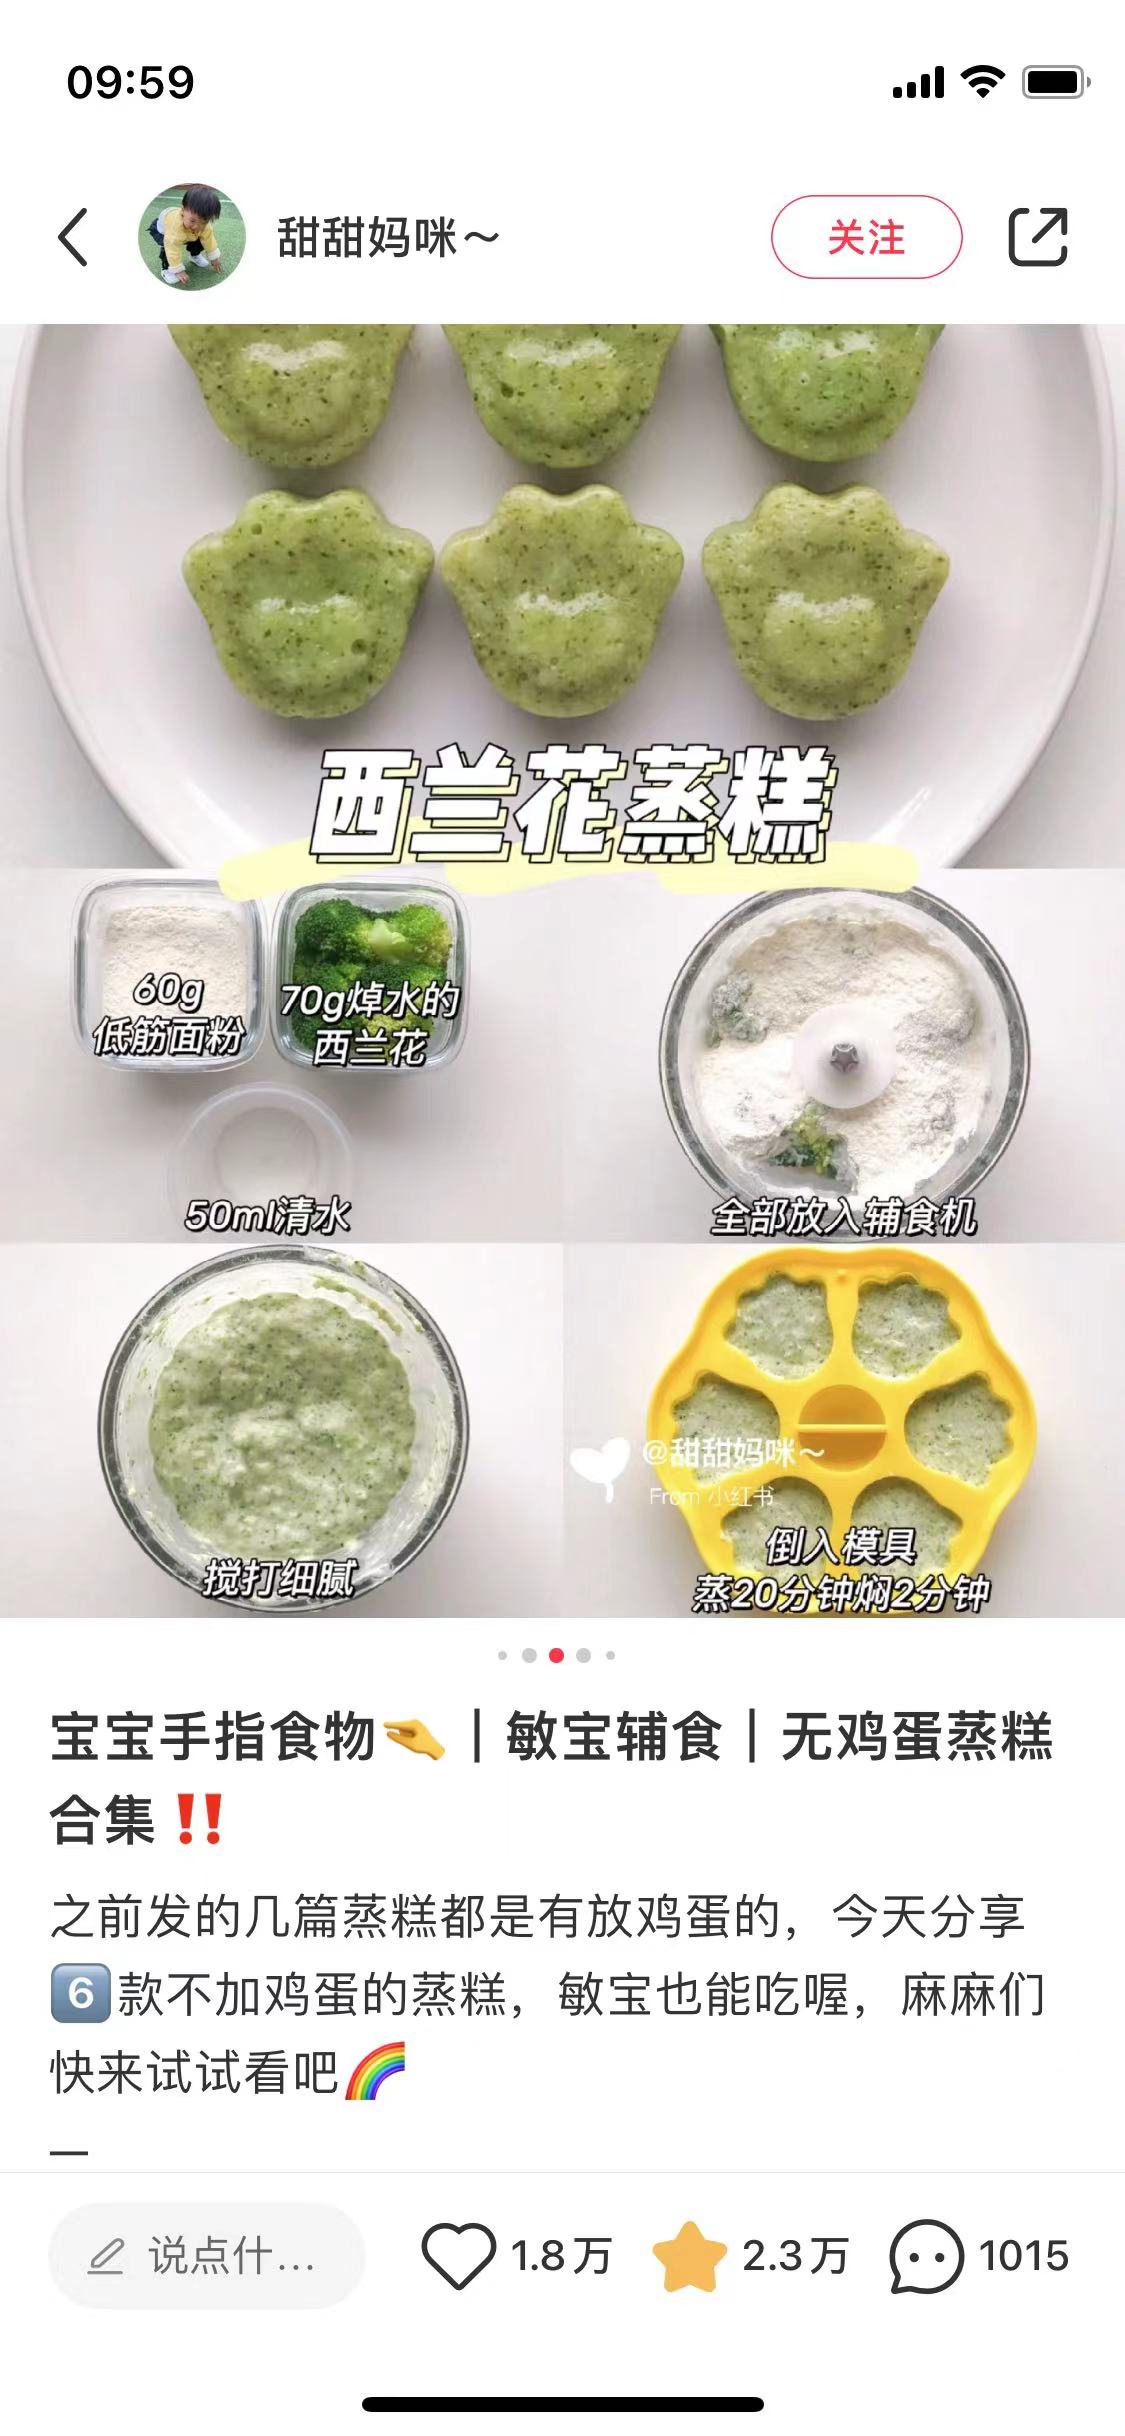 09:59
甜甜妈咪～
关注
西兰花蒸糕
60g
低筋面粉
70g焯水的
西兰花
50ml清水
全部放入辅食机
搅打细腻
@甜甜妈咪～
From 小红书
倒入模具
蒸20分钟焖2分钟
宝宝手指食物🫴｜敏宝辅食｜无鸡蛋蒸糕
合集‼️
之前发的几篇蒸糕都是有放鸡蛋的，今天分享
6️⃣款不加鸡蛋的蒸糕，敏宝也能吃喔，麻麻们
快来试试看吧🌈
—
说点什...
1.8万
2.3万
1015